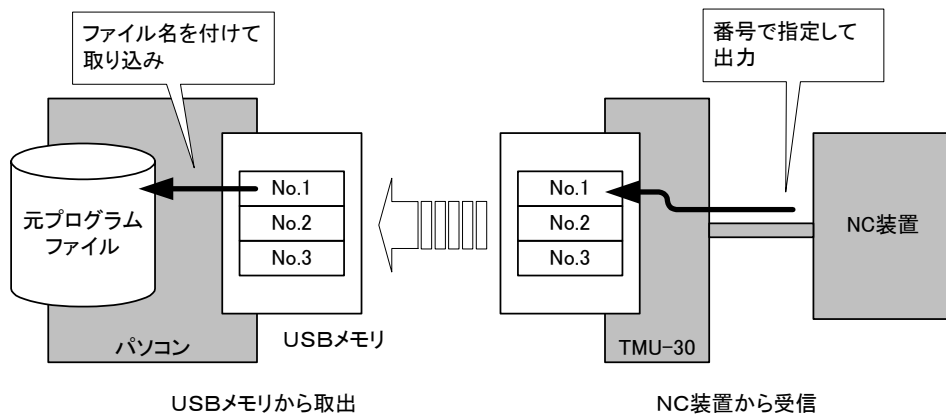 ファイル名を付けて
取り込み
番号で指定して
出力
元プログラム
ファイル
No.1
No.2
No.3
No.1
No.2
No.3
NC装置
パソコン
USBメモリ
TMU-30
USBメモリから取出
NC装置から受信